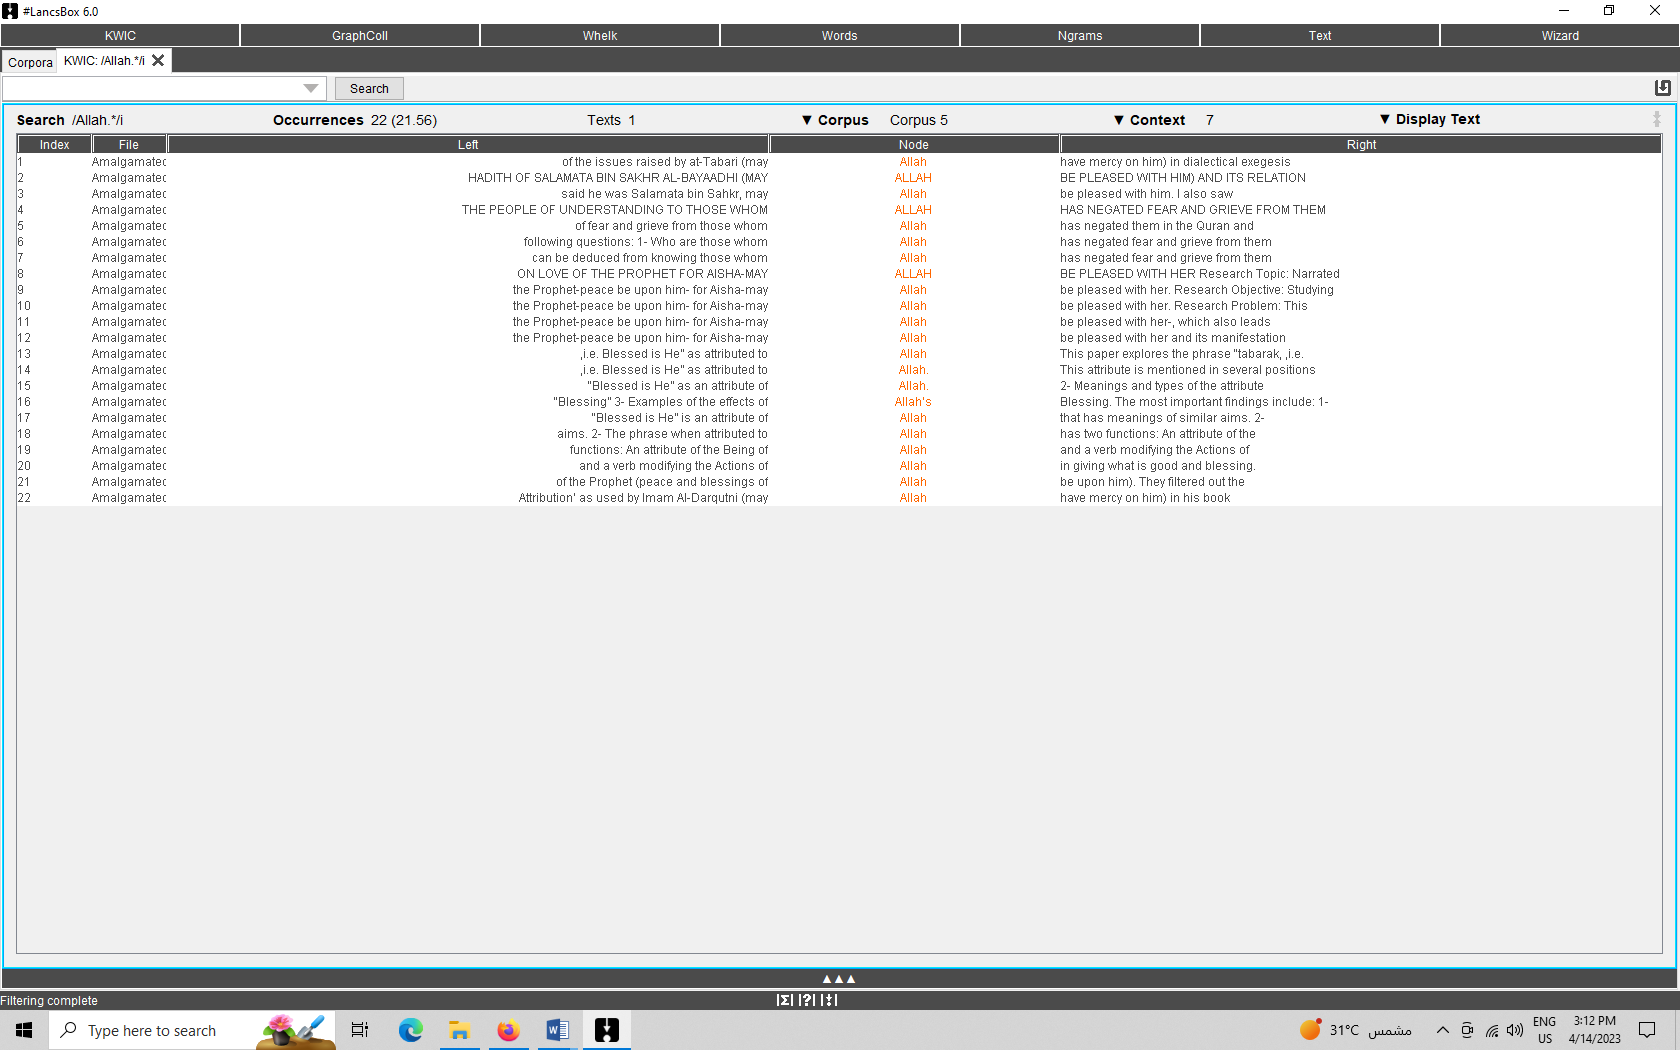 #LancsBox 6.0
KWIC GraphColl Whelk Words Ngrams Text Wizard
Corpora KWIC: /Allah.*/i
Search
Search /Allah.*/i Occurrences 22 (21.56) Texts 1 ▼ Corpus Corpus 5 ▼ Context 7 ▼ Display Text
Index File Left Node Right
1 Amalgamatec of the issues raised by at-Tabari (may Allah have mercy on him) in dialectical exegesis
2 Amalgamatec HADITH OF SALAMATA BIN SAKHR AL-BAYAADHI (MAY ALLAH BE PLEASED WITH HIM) AND ITS RELATION
3 Amalgamatec said he was Salamata bin Sahkr, may Allah be pleased with him. I also saw
4 Amalgamatec THE PEOPLE OF UNDERSTANDING TO THOSE WHOM ALLAH HAS NEGATED FEAR AND GRIEVE FROM THEM
5 Amalgamatec of fear and grieve from those whom Allah has negated them in the Quran and
6 Amalgamatec following questions: 1- Who are those whom Allah has negated fear and grieve from them
7 Amalgamatec can be deduced from knowing those whom Allah has negated fear and grieve from them
8 Amalgamatec ON LOVE OF THE PROPHET FOR AISHA-MAY ALLAH BE PLEASED WITH HER Research Topic: Narrated
9 Amalgamatec the Prophet-peace be upon him- for Aisha-may Allah be pleased with her. Research Objective: Studying
10 Amalgamatec the Prophet-peace be upon him- for Aisha-may Allah be pleased with her. Research Problem: This
11 Amalgamatec the Prophet-peace be upon him- for Aisha-may Allah be pleased with her-, which also leads
12 Amalgamatec the Prophet-peace be upon him- for Aisha-may Allah be pleased with her and its manifestation
13 Amalgamatec ,i.e. Blessed is He" as attributed to Allah This paper explores the phrase "tabarak, ,i.e.
14 Amalgamatec ,i.e. Blessed is He" as attributed to Allah. This attribute is mentioned in several positions
15 Amalgamatec "Blessed is He" as an attribute of Allah. 2- Meanings and types of the attribute
16 Amalgamatec "Blessing" 3- Examples of the effects of Allah's Blessing. The most important findings include: 1-
17 Amalgamatec "Blessed is He" is an attribute of Allah that has meanings of similar aims. 2-
18 Amalgamatec aims. 2- The phrase when attributed to Allah has two functions: An attribute of the
19 Amalgamatec functions: An attribute of the Being of Allah and a verb modifying the Actions of
20 Amalgamatec and a verb modifying the Actions of Allah in giving what is good and blessing.
21 Amalgamatec of the Prophet (peace and blessings of Allah be upon him). They filtered out the
22 Amalgamatec Attribution' as used by Imam Al-Darqutni (may Allah have mercy on him) in his book
Filtering complete
Type here to search 31°C مشمس ENG 3:12 PM
US 4/14/2023